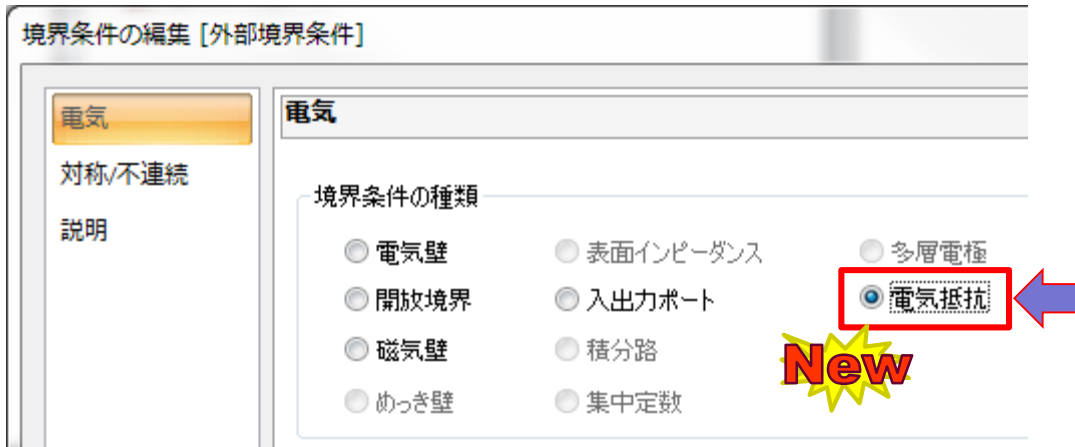 境界条件の編集 [外部境界条件]
電気
対称/不連続
説明
電気
境界条件の種類
電気壁 表面インピーダンス 多層電極
開放境界 入出力ポート 電気抵抗
磁気壁 積分路
めっき壁 集中定数
New